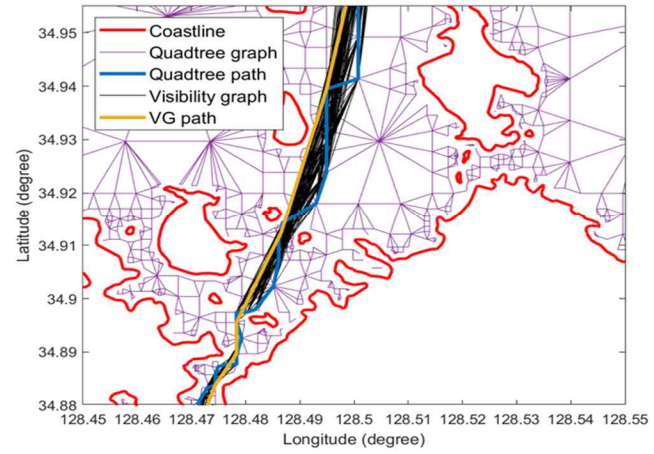 34.95
34.94
34.93
34.92
34.91
34.9
34.89
34.88
Latitude (degree)
Coastline
Quadtree graph
Quadtree path
Visibility graph
VG path
128.45 128.46 128.47 128.48 128.49 128.5 128.51 128.52 128.53 128.54 128.55
Longitude (degree)